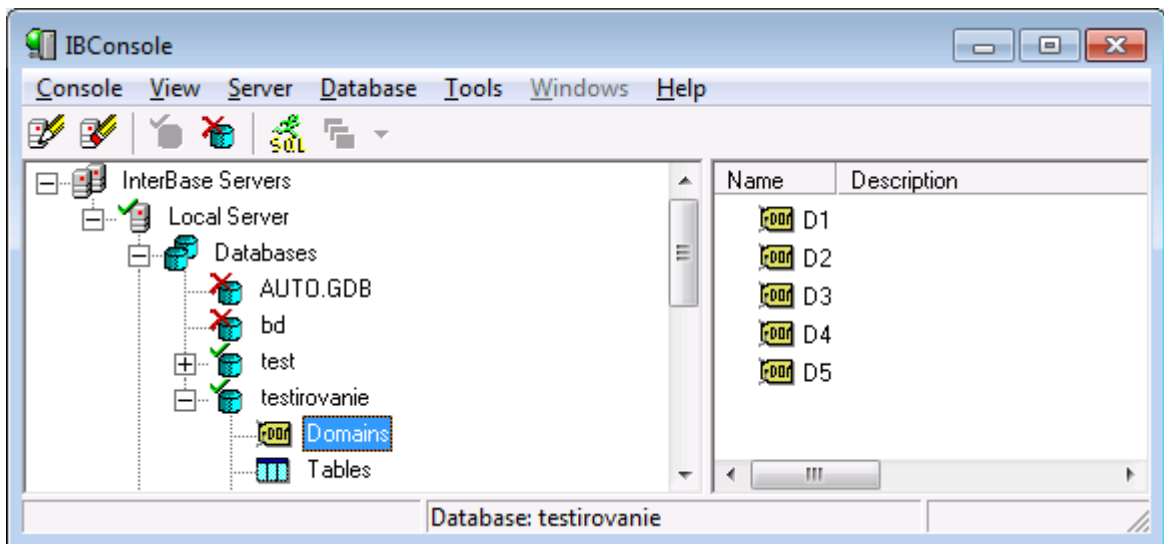 IBConsole
Console View Server Database Tools Windows Help
SQL
InterBase Servers
Local Server
Databases
AUTO.GDB
bd
test
testirovanie
Domains
Tables
Name Description
D1
D2
D3
D4
D5
Database: testirovanie